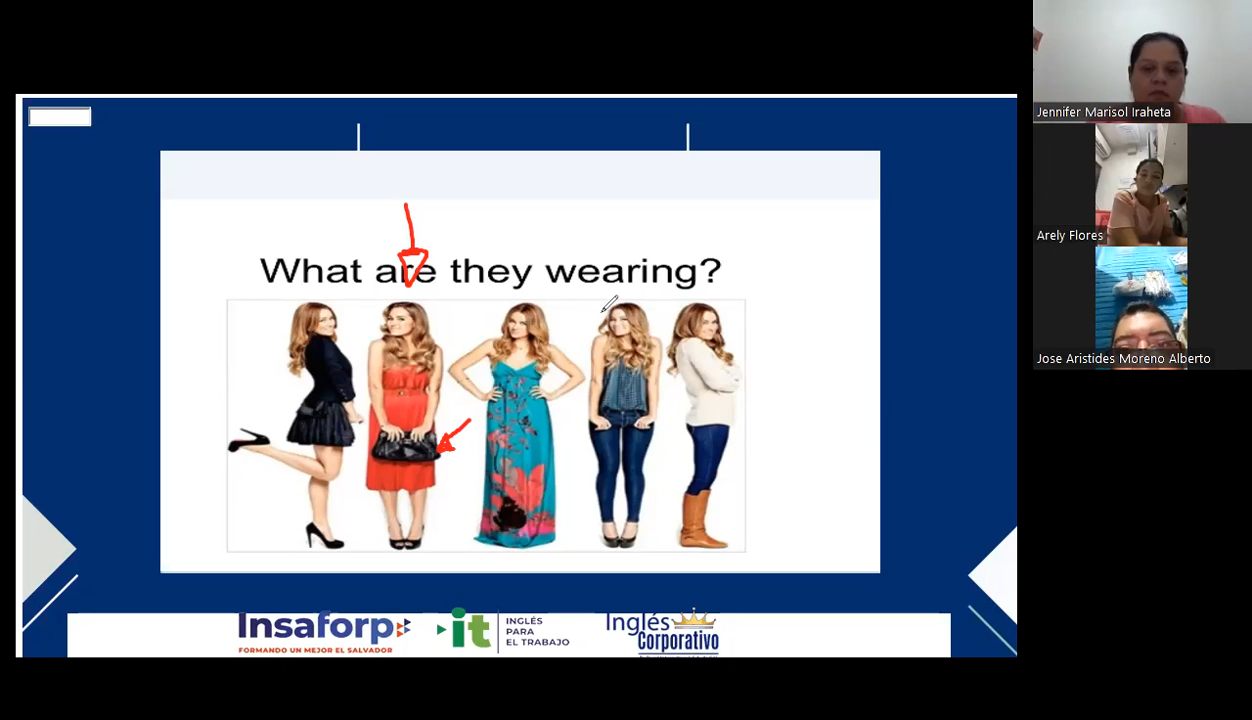 What are they wearing?
Insaforp
FORMANDO UN MEJOR EL SALVADOR
it
INGLÉS
PARA
EL TRABAJO
Inglés
Corporativo
Jennifer Marisol Iraheta
Arely Flores
Jose Aristides Moreno Alberto